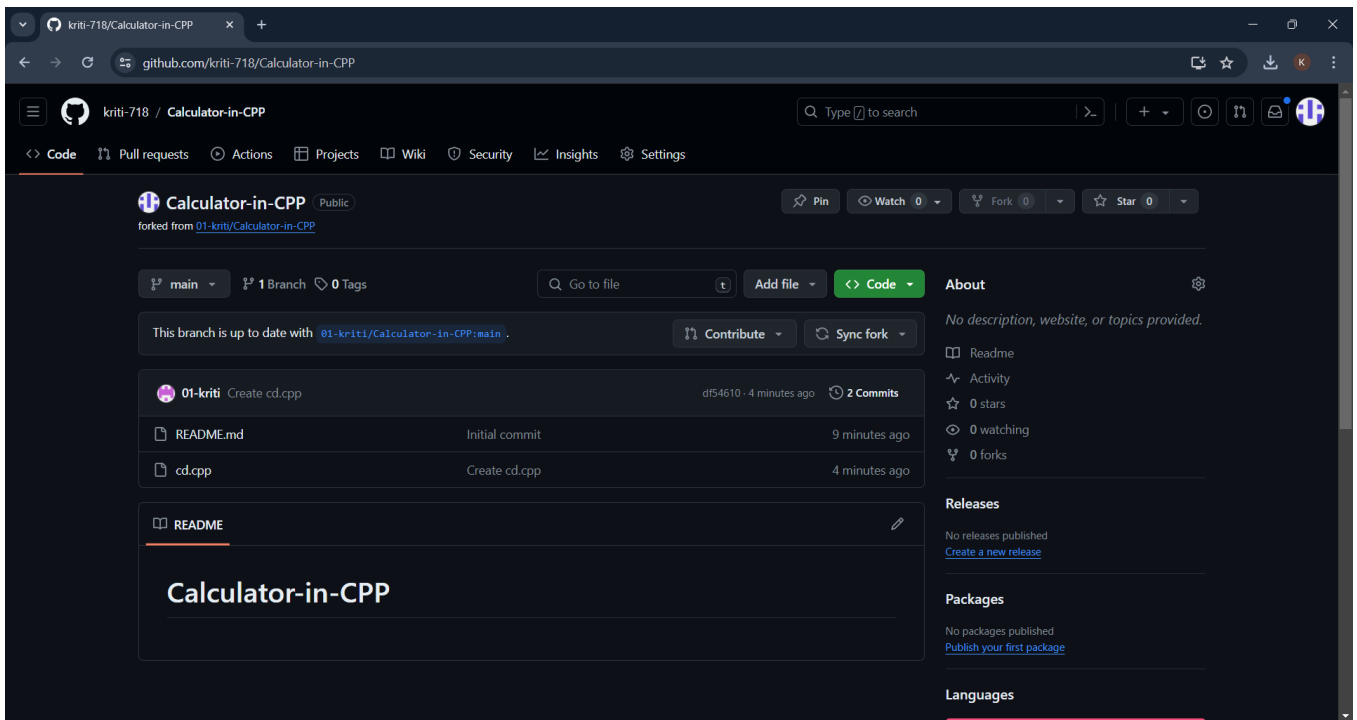 kriti-718/Calculator-in-CPP
github.com/kriti-718/Calculator-in-CPP
K
kriti-718 / Calculator-in-CPP
Type / to search
Code Pull requests Actions Projects Wiki Security Insights Settings
Calculator-in-CPP Public
Pin Watch 0 Fork 0 Star 0
forked from 01-kriti/Calculator-in-CPP
main 1 Branch 0 Tags Go to file t Add file Code
This branch is up to date with 01-kriti/Calculator-in-CPP:main .
Contribute Sync fork
01-kriti Create cd.cpp df54610 · 4 minutes ago 2 Commits
README.md Initial commit 9 minutes ago
cd.cpp Create cd.cpp 4 minutes ago
README
Calculator-in-CPP
About
No description, website, or topics provided.
Readme
Activity
0 stars
0 watching
0 forks
Releases
No releases published
Create a new release
Packages
No packages published
Publish your first package
Languages